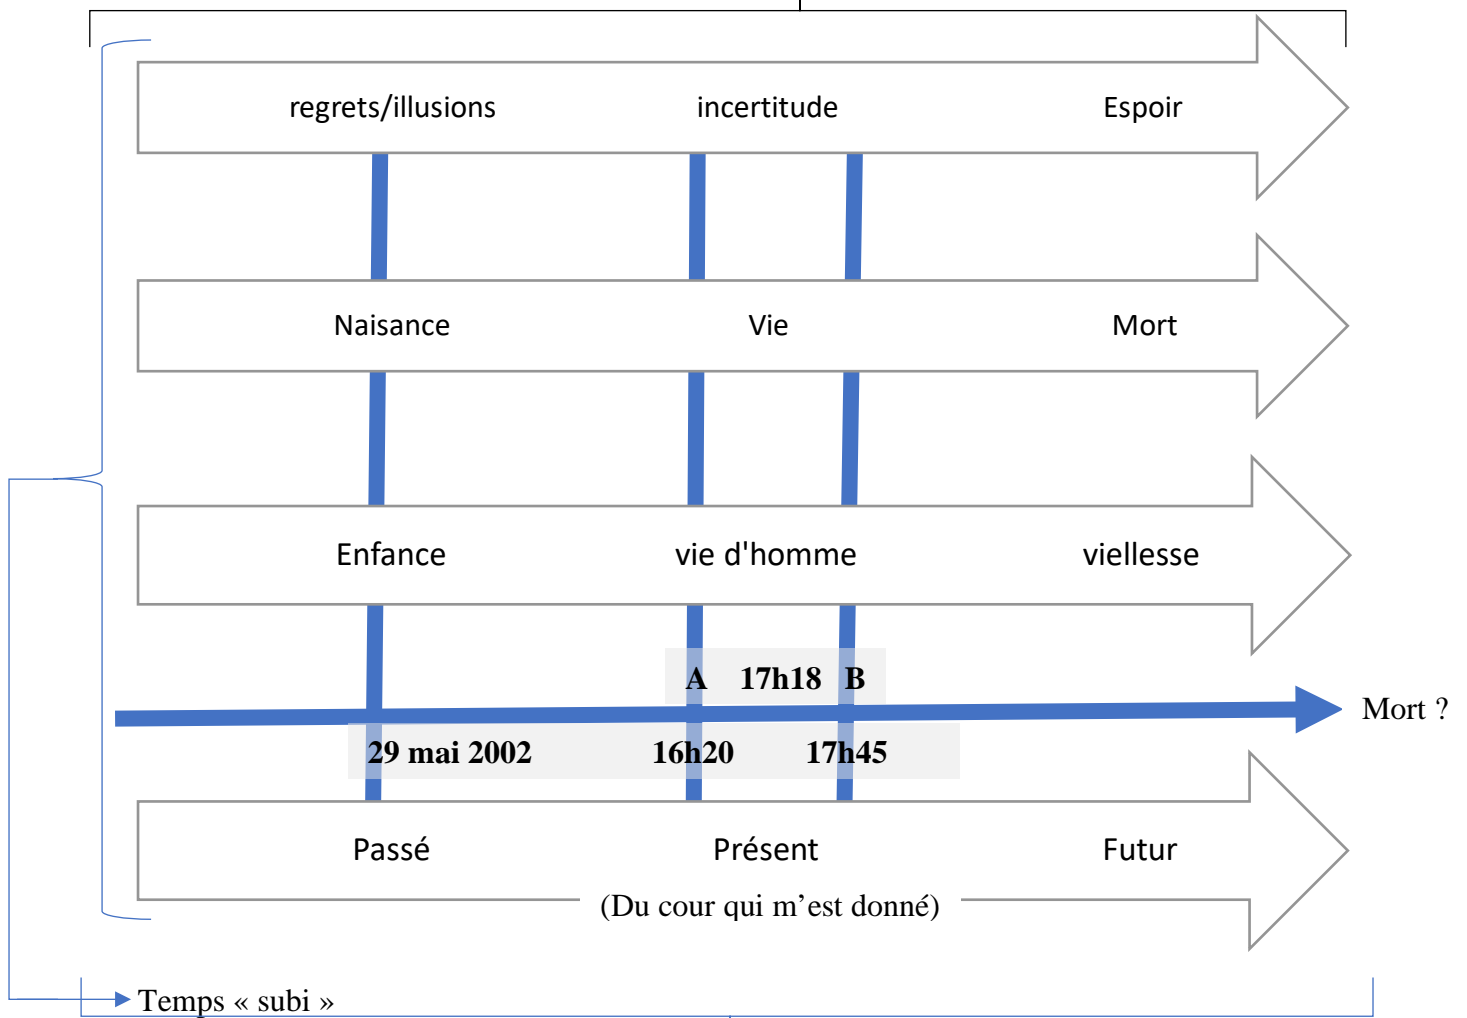 regrets/illusions incertitude Espoir
Naisance Vie Mort
Enfance vie d'homme viellesse
A 17h18 B
Mort ?
29 mai 2002 16h20 17h45
Passé Présent Futur
(Du cour qui m’est donné)
Temps « subi »